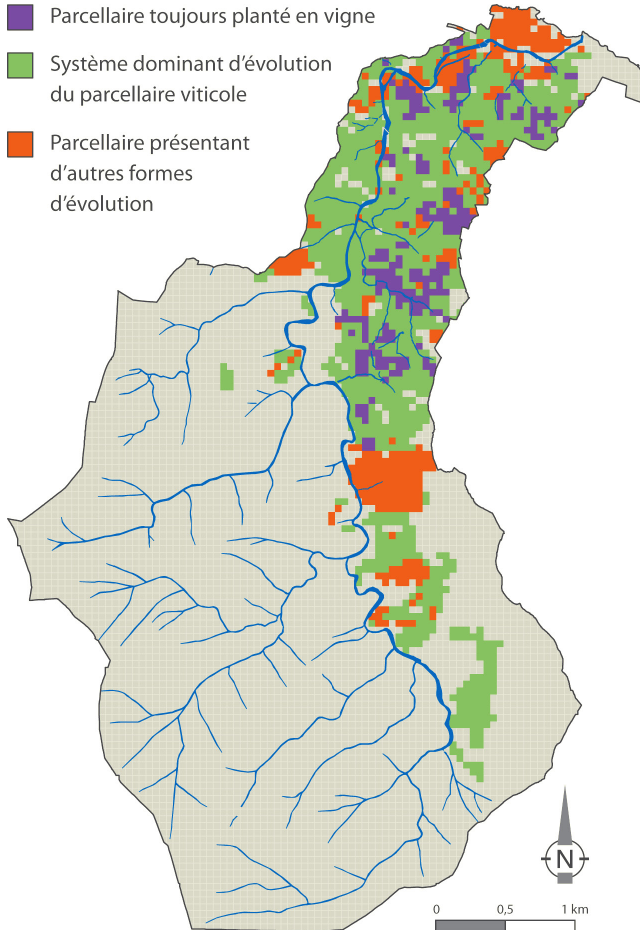 Parcellaire toujours planté en vigne
Système dominant d’évolution
du parcellaire viticole
Parcellaire présentant
d’autres formes
d’évolution
N
0 0,5 1 km